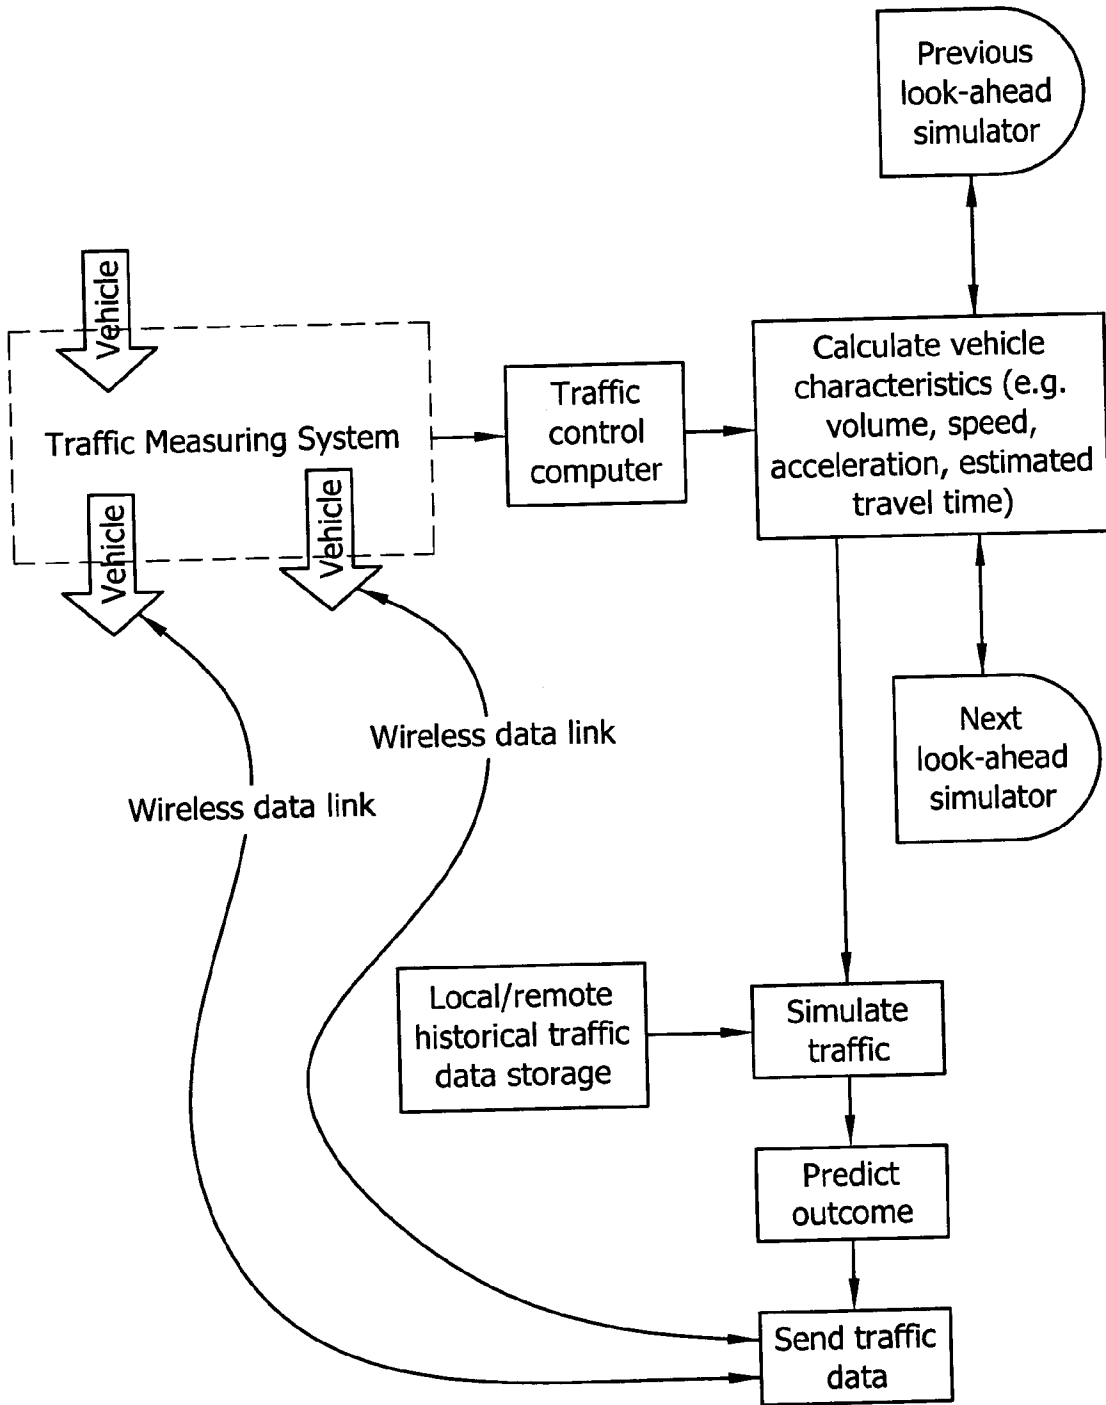 Previous
look-ahead
simulator
Vehicle
Calculate vehicle
characteristics (e.g.
volume, speed,
acceleration, estimated
travel time)
Traffic
control
computer
Traffic Measuring System
Vehicle
Vehicle
Next
look-ahead
simulator
Wireless data link
Wireless data link
Local/remote
historical traffic
data storage
Simulate
traffic
Predict
outcome
Send traffic
data